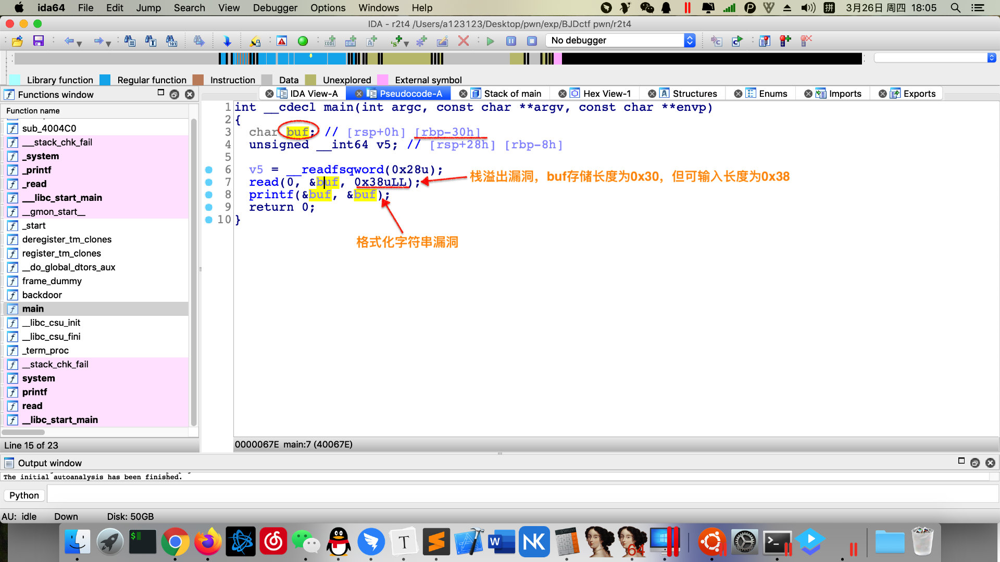 ida64 File Edit Jump Search View Debugger Options Windows Help 3月26日 周四 18:05
IDA - r2t4 /Users/a123123/Desktop/pwn/exp/BJDctf pwn/r2t4
No debugger
Library function Regular function Instruction Data Unexplored External symbol
Functions window
IDA View-A Pseudocode-A Stack of main Hex View-1 Structures Enums Imports Exports
Function name
sub_4004C0
___stack_chk_fail
_system
_printf
_read
___libc_start_main
__gmon_start__
_start
deregister_tm_clones
register_tm_clones
__do_global_dtors_aux
frame_dummy
backdoor
main
__libc_csu_init
__libc_csu_fini
_term_proc
__stack_chk_fail
system
printf
read
__libc_start_main
Line 15 of 23
1 int __cdecl main(int argc, const char **argv, const char **envp)
2 {
3 char buf; // [rsp+0h] [rbp-30h]
4 unsigned __int64 v5; // [rsp+28h] [rbp-8h]
5
6 v5 = __readfsqword(0x28u);
7 read(0, &buf, 0x38uLL);
栈溢出漏洞，buf存储长度为0x30，但可输入长度为0x38
8 printf(&buf, &buf);
9 return 0;
10 }
格式化字符串漏洞
0000067E main:7 (40067E)
Output window
The initial autoanalysis has been finished.
Python
AU: idle Down Disk: 50GB